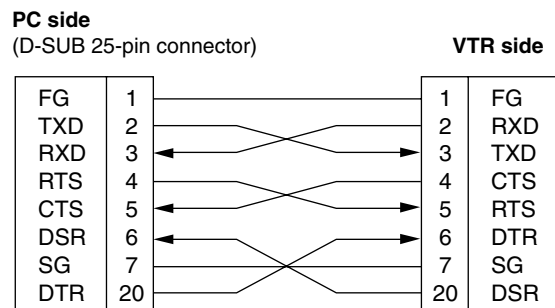 PC side
(D-SUB 25-pin connector) VTR side
FG 1 1 FG
TXD 2 2 RXD
RXD 3 3 TXD
RTS 4 4 CTS
CTS 5 5 RTS
DSR 6 6 DTR
SG 7 7 SG
DTR 20 20 DSR